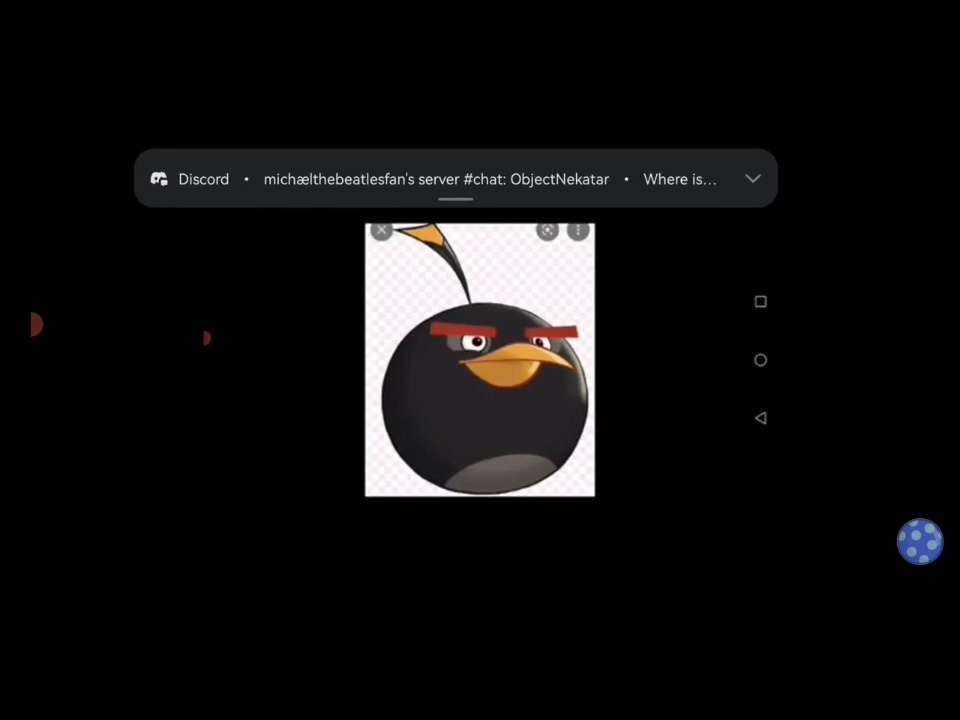 Discord • michælthebeatlesfan's server #chat: ObjectNekatar • Where is...